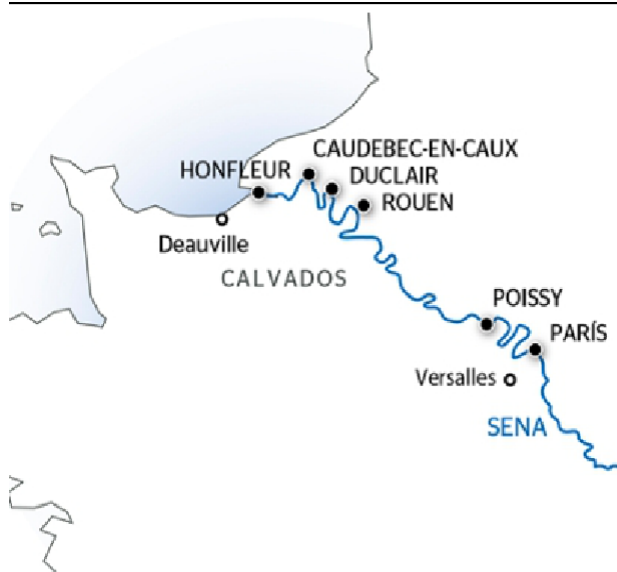 CAUDEBEC-EN-CAUX
HONFLEUR
DUCLAIR
ROUEN
Deauville
CALVADOS
POISSY
PARÍS
Versalles
SENA